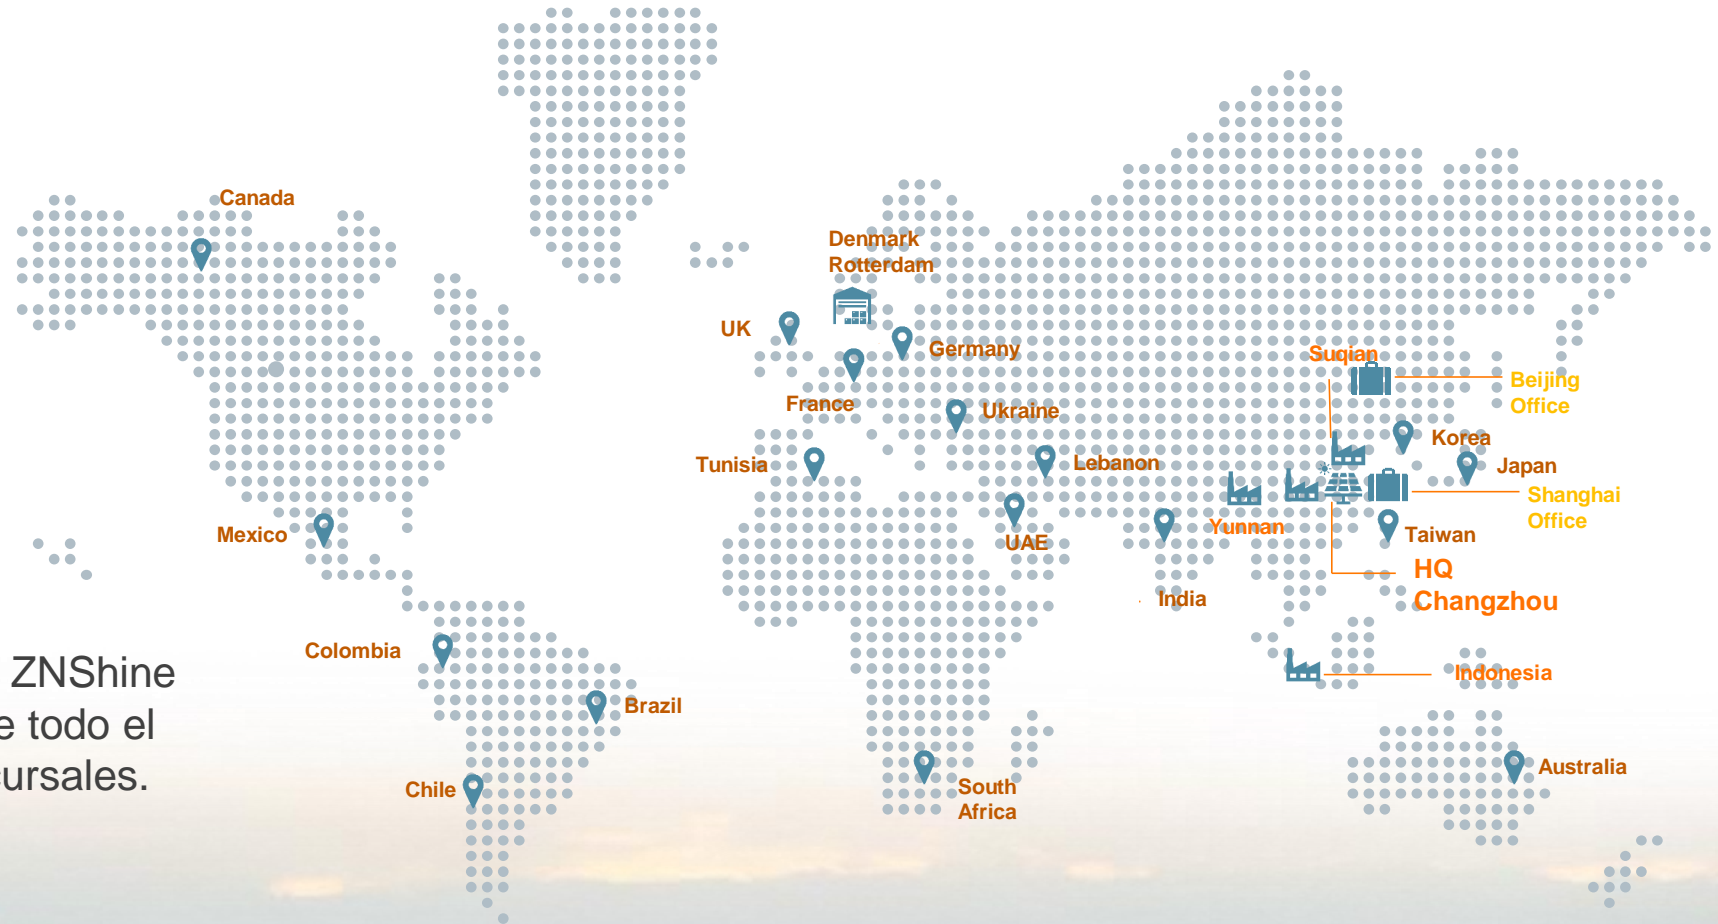 Canada
Denmark
Rotterdam
UK
Germany
Suqian
Beijing
Office
France
Ukraine
Korea
Tunisia
Lebanon
Japan
Shanghai
Office
Mexico
Yunnan
UAE
Taiwan
HQ
Changzhou
India
Colombia
ZNShine
e todo el
cursales.
Indonesia
Brazil
Chile
South
Africa
Australia